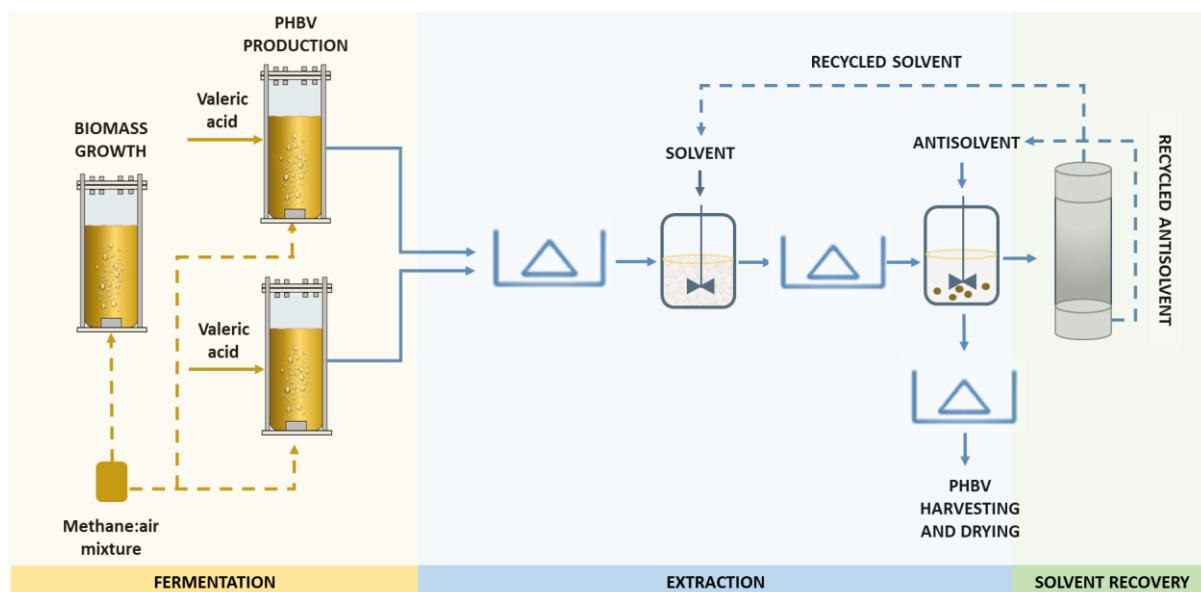 PHBV
PRODUCTION
Valeric
acid
BIOMASS
GROWTH
Valeric
acid
Methane:air
mixture
RECYCLED SOLVENT
SOLVENT
ANTISOLVENT
RECYCLED ANTISOLVENT
PHBV
HARVESTING
AND DRYING
FERMENTATION
EXTRACTION
SOLVENT RECOVERY